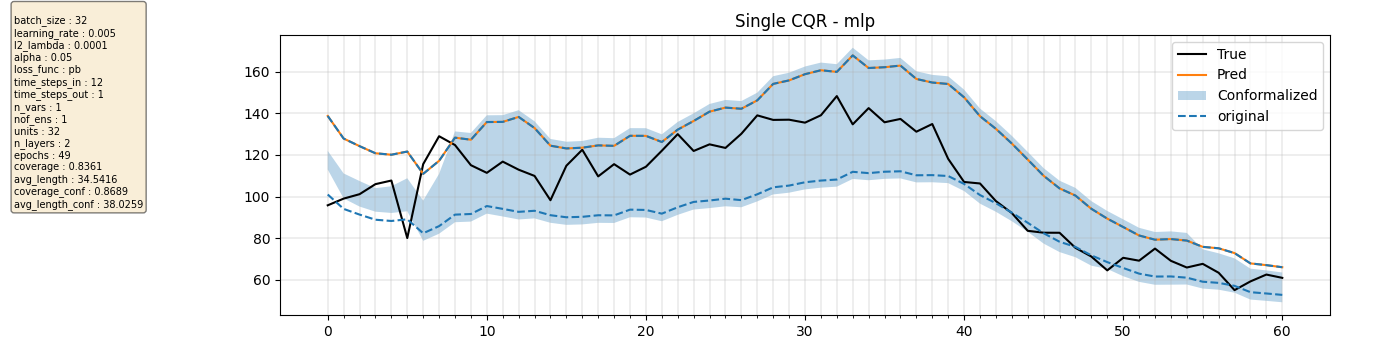 batch_size : 32
learning_rate : 0.005
l2_lambda : 0.0001
alpha : 0.05
loss_func : pb
time_steps_in : 12
time_steps_out : 1
n_vars : 1
nof_ens : 1
units : 32
n_layers : 2
epochs : 49
coverage : 0.8361
avg_length : 34.5416
coverage_conf : 0.8689
avg_length_conf : 38.0259
Single CQR - mlp
True
Pred
Conformalized
original
160
140
120
100
80
60
0 10 20 30 40 50 60